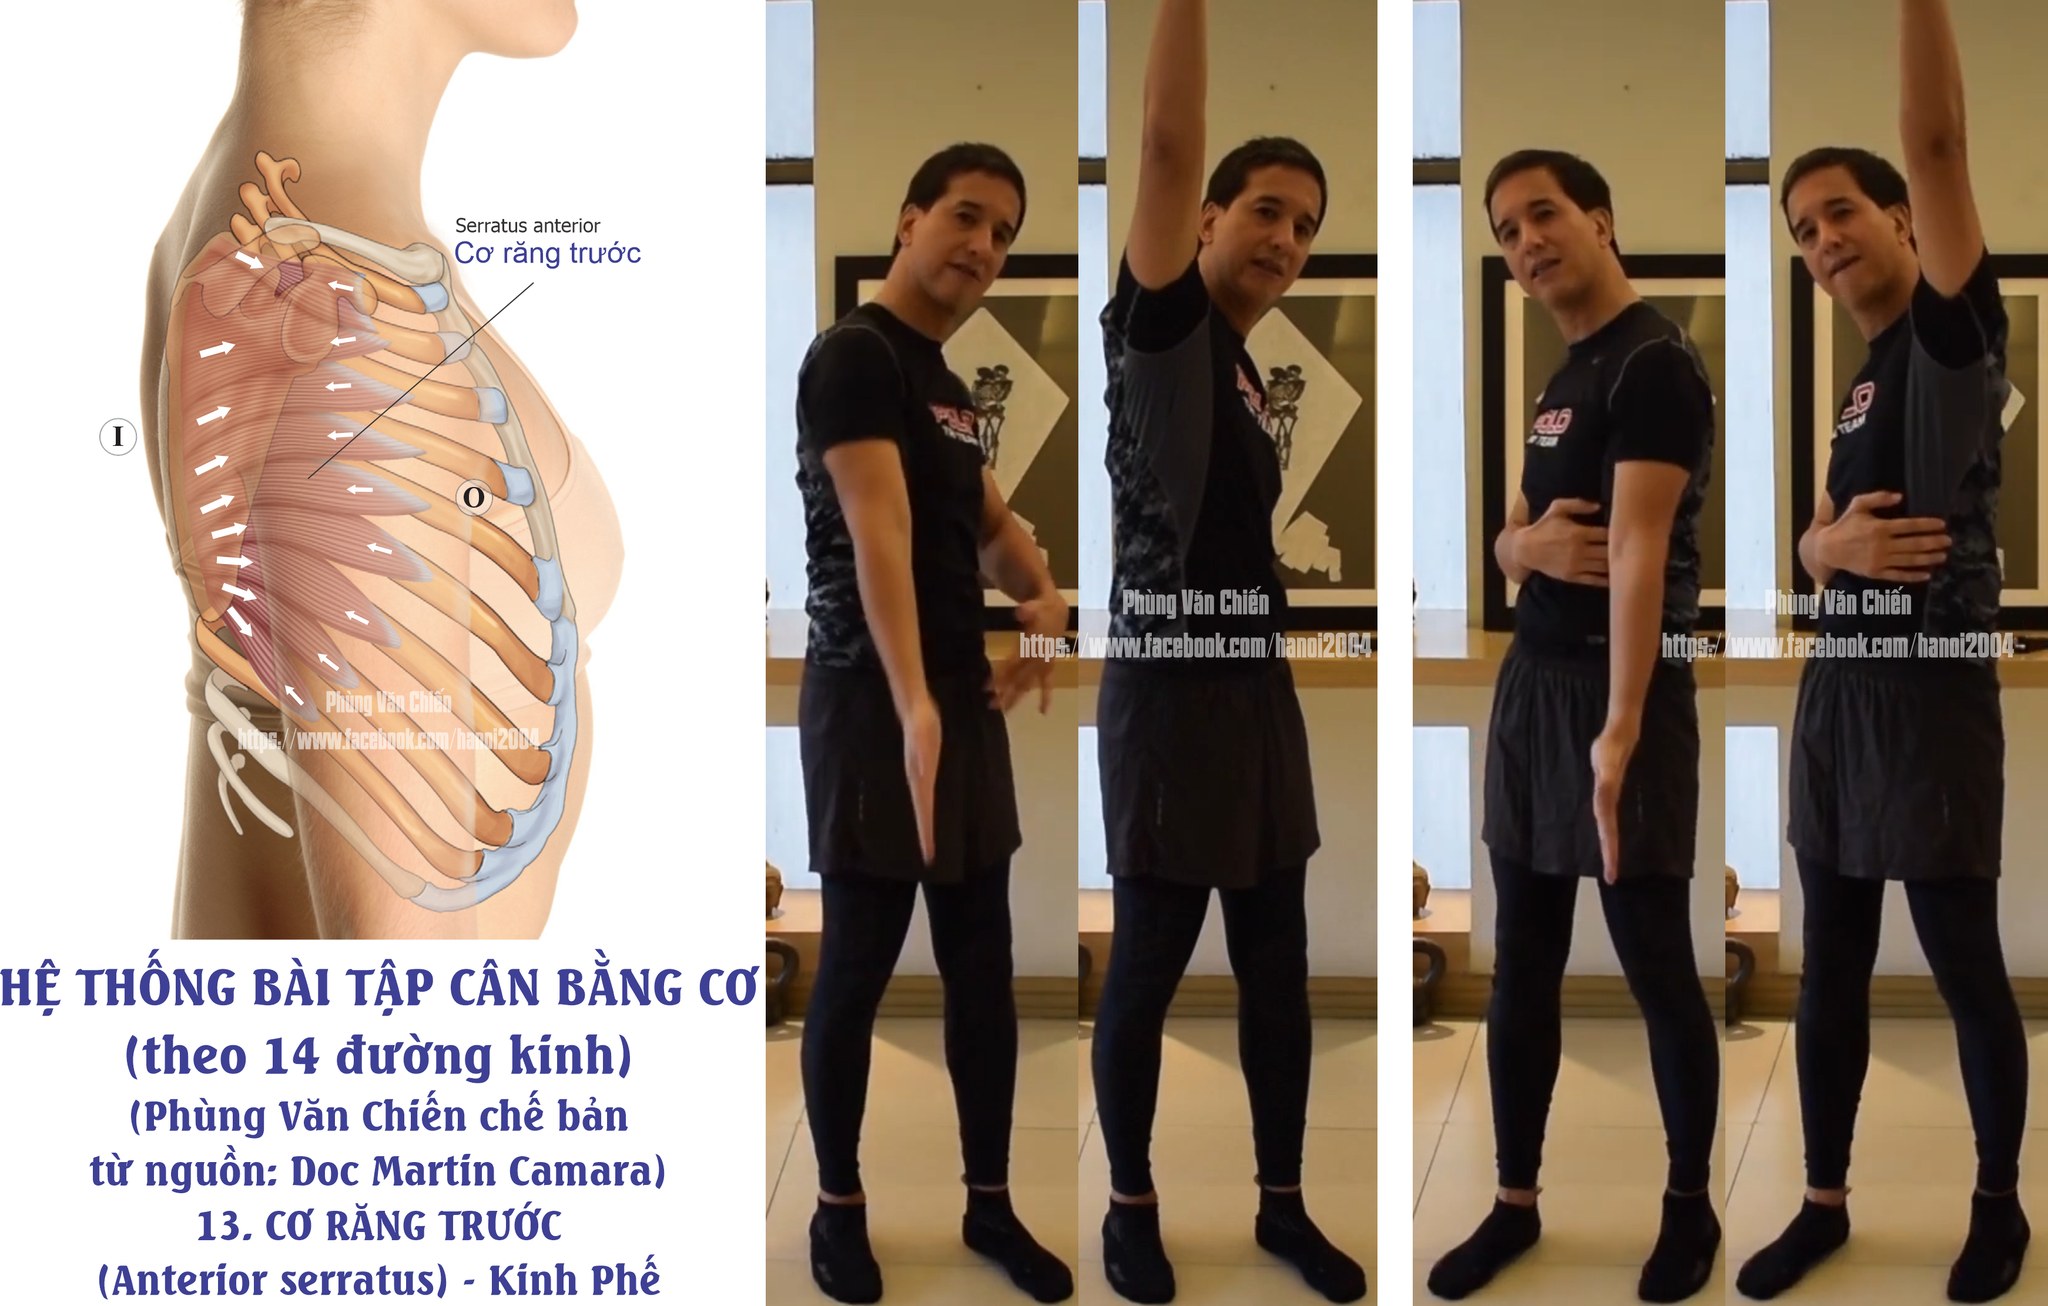 Serratus anterior
Cơ răng trước
I
O
Phùng Văn Chiến
https://www.facebook.com/hanoi2004
HỆ THỐNG BÀI TẬP CÂN BẰNG CƠ
(theo 14 đường kinh)
(Phùng Văn Chiến chế bản
từ nguồn: Doc Martin Camara)
13. CƠ RĂNG TRƯỚC
(Anterior serratus) - Kinh Phế
Phùng Văn Chiến
https://www.facebook.com/hanoi2004
Phùng Văn Chiến
https://www.facebook.com/hanoi2004